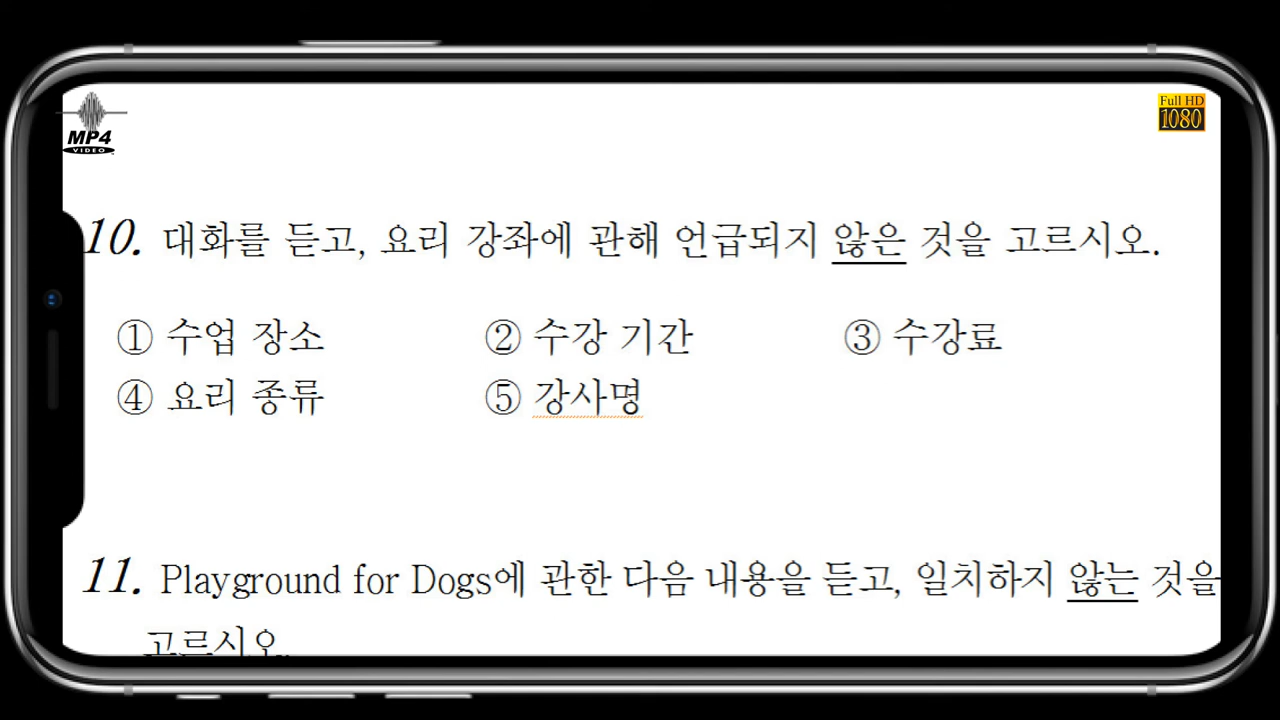 MP4
VIDEO
Full HD
1080
10. 대화를 듣고, 요리 강좌에 관해 언급되지 않은 것을 고르시오.
① 수업 장소 ② 수강 기간 ③ 수강료
④ 요리 종류 ⑤ 강사명
11. Playground for Dogs에 관한 다음 내용을 듣고, 일치하지 않는 것을
고르시오.